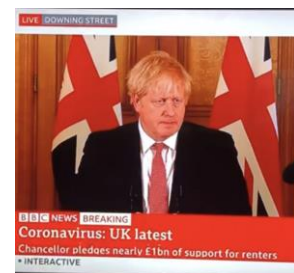 LIVE DOWNING STREET
BBC NEWS BREAKING
Coronavirus: UK latest
Chancellor pledges nearly £1bn of support for renters
• INTERACTIVE